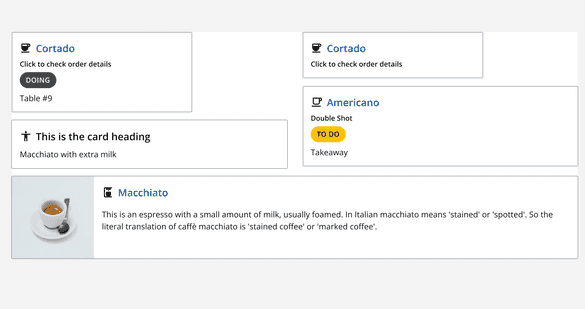 Cortado
Click to check order details
DOING
Table #9
This is the card heading
Macchiato with extra milk
Cortado
Click to check order details
Americano
Double Shot
TO DO
Takeaway
Macchiato
This is an espresso with a small amount of milk, usually foamed. In Italian macchiato means 'stained' or 'spotted'. So the
literal translation of caffè macchiato is 'stained coffee' or 'marked coffee'.